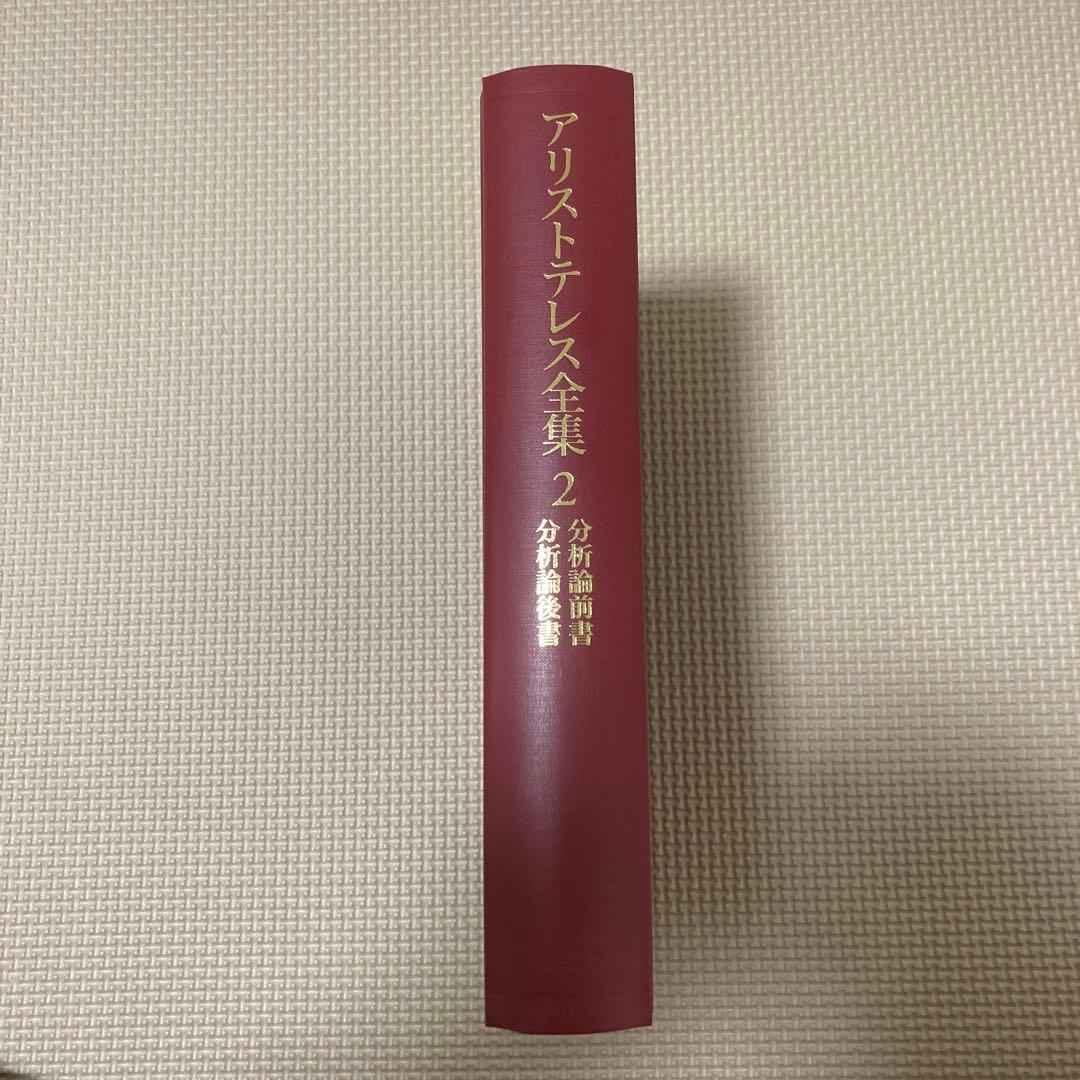 アリストテレス全集 2
分析論前書
分析論後書